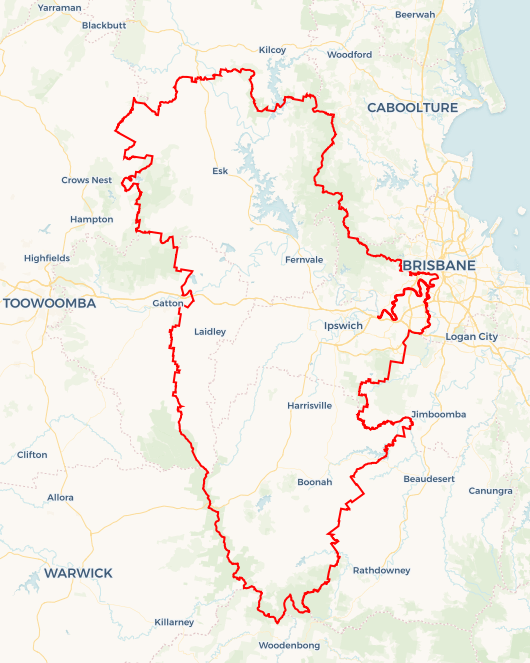 Yarraman
Beerwah
Blackbutt
Kilcoy
Woodford
CABOOLTURE
Esk
Crows Nest
Hampton
Highfields
Fernvale
BRISBANE
TOOWOOMBA
Gatton
Laidley
Ipswich
Logan City
Harrisville
Jimboomba
Clifton
Boonah
Beaudesert
Allora
Canungra
WARWICK
Rathdowney
Killarney
Woodenbong